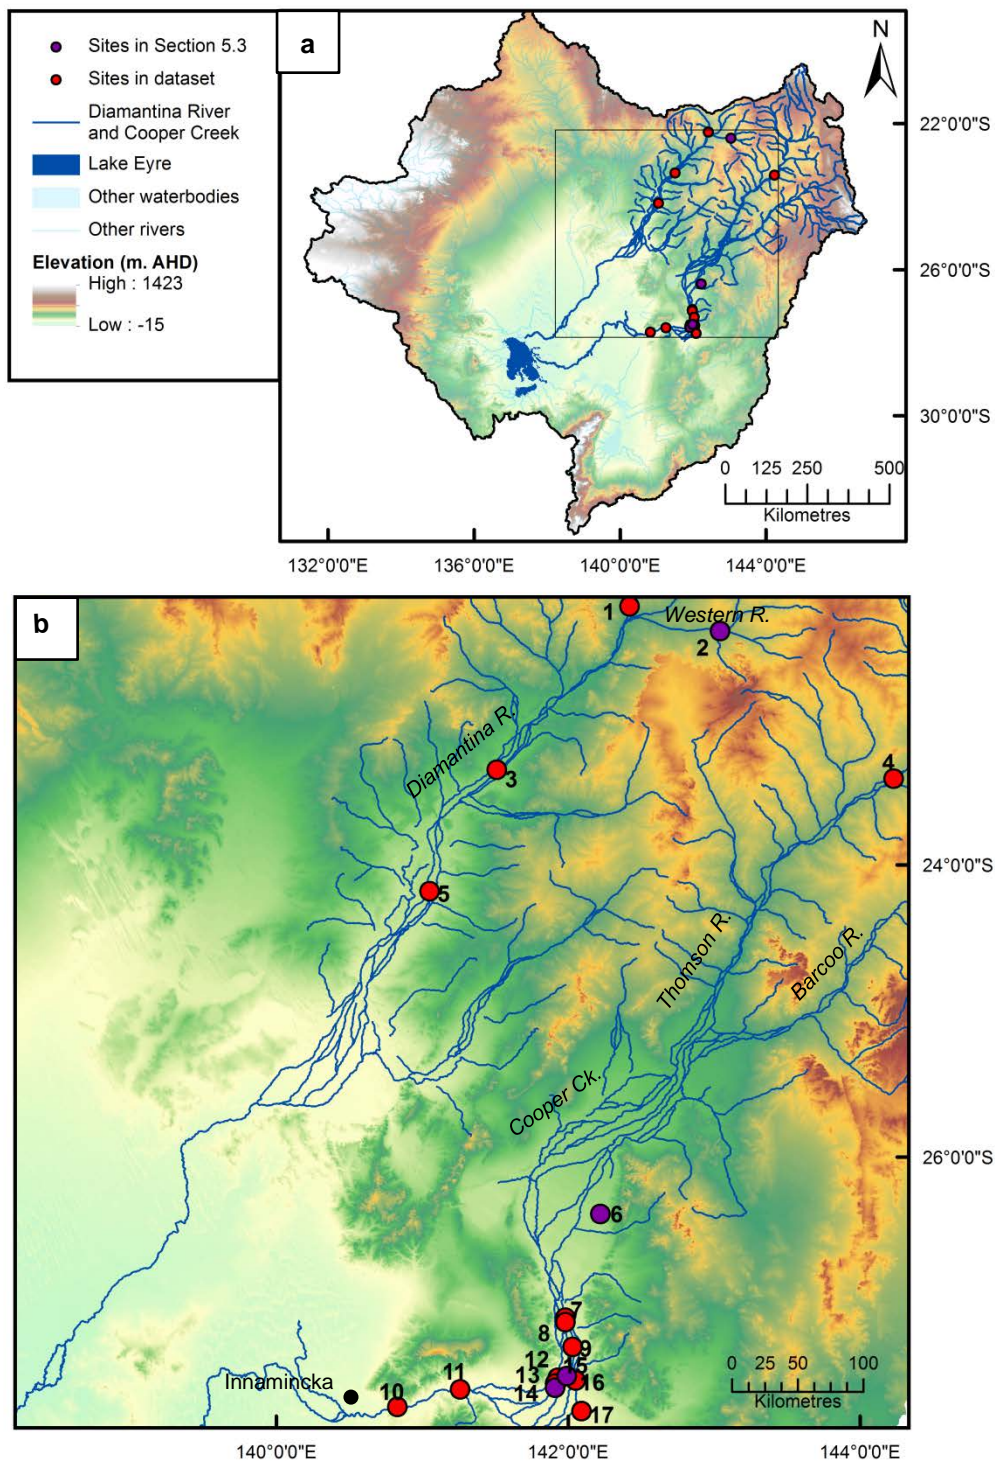 Sites in Section 5.3
Sites in dataset
Diamantina River
and Cooper Creek
Lake Eyre
Other waterbodies
Other rivers
Elevation (m. AHD)
High : 1423
Low : -15
a
N
22°0'0"S
26°0'0"S
30°0'0"S
0 125 250 500
Kilometres
132°0'0"E 136°0'0"E 140°0'0"E 144°0'0"E
b
1
Western R.
2
Diamantina R.
3
4
24°0'0"S
5
Thomson R.
Barcoo R.
Cooper Ck.
26°0'0"S
6
7
8
9
12
15
13
16
14
11
10
17
Innamincka
0 25 50 100
Kilometres
140°0'0"E 142°0'0"E 144°0'0"E